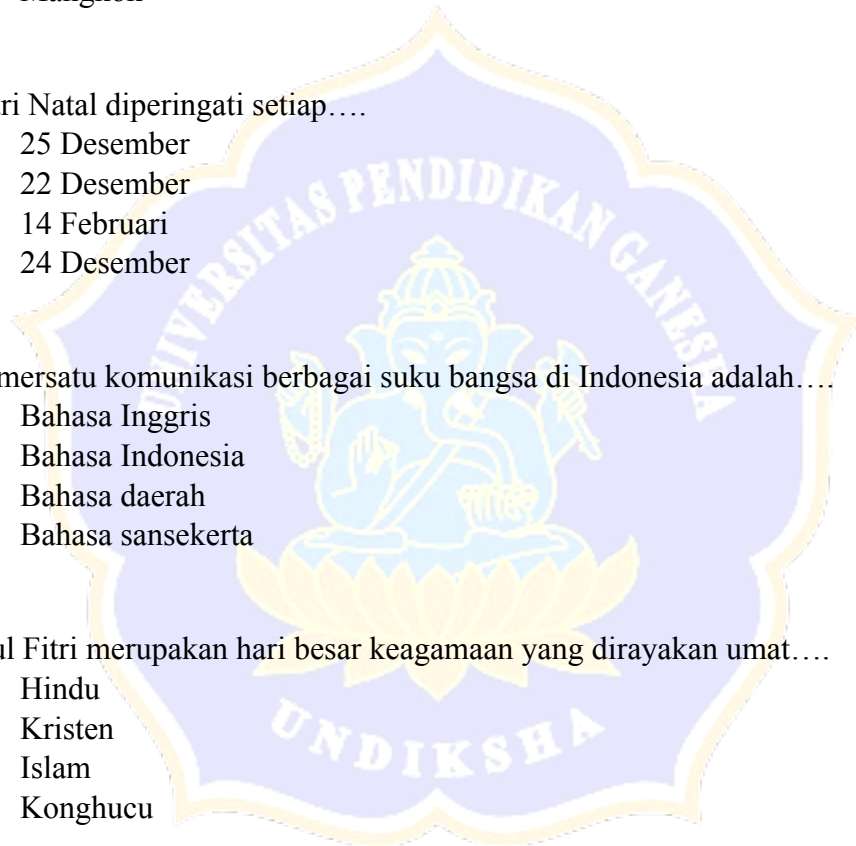 ri Natal diperingati setiap….
25 Desember
22 Desember
14 Februari
24 Desember
UNIVERSITAS PENDIDIKAN GANESHA
mersatu komunikasi berbagai suku bangsa di Indonesia adalah….
Bahasa Inggris
Bahasa Indonesia
Bahasa daerah
Bahasa sansekerta
ul Fitri merupakan hari besar keagamaan yang dirayakan umat….
Hindu
Kristen
Islam
Konghucu
UNDIKSHA